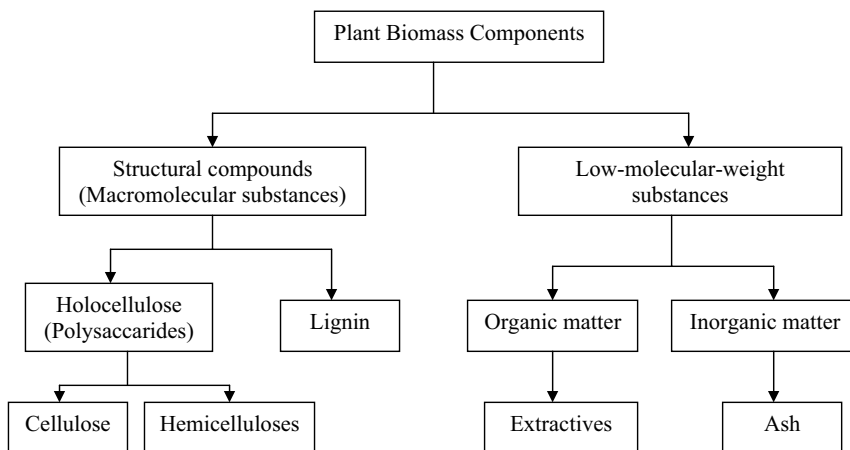 Plant Biomass Components
Structural compounds
(Macromolecular substances)
Low-molecular-weight
substances
Holocellulose
(Polysaccarides)
Lignin
Organic matter
Inorganic matter
Cellulose
Hemicelluloses
Extractives
Ash